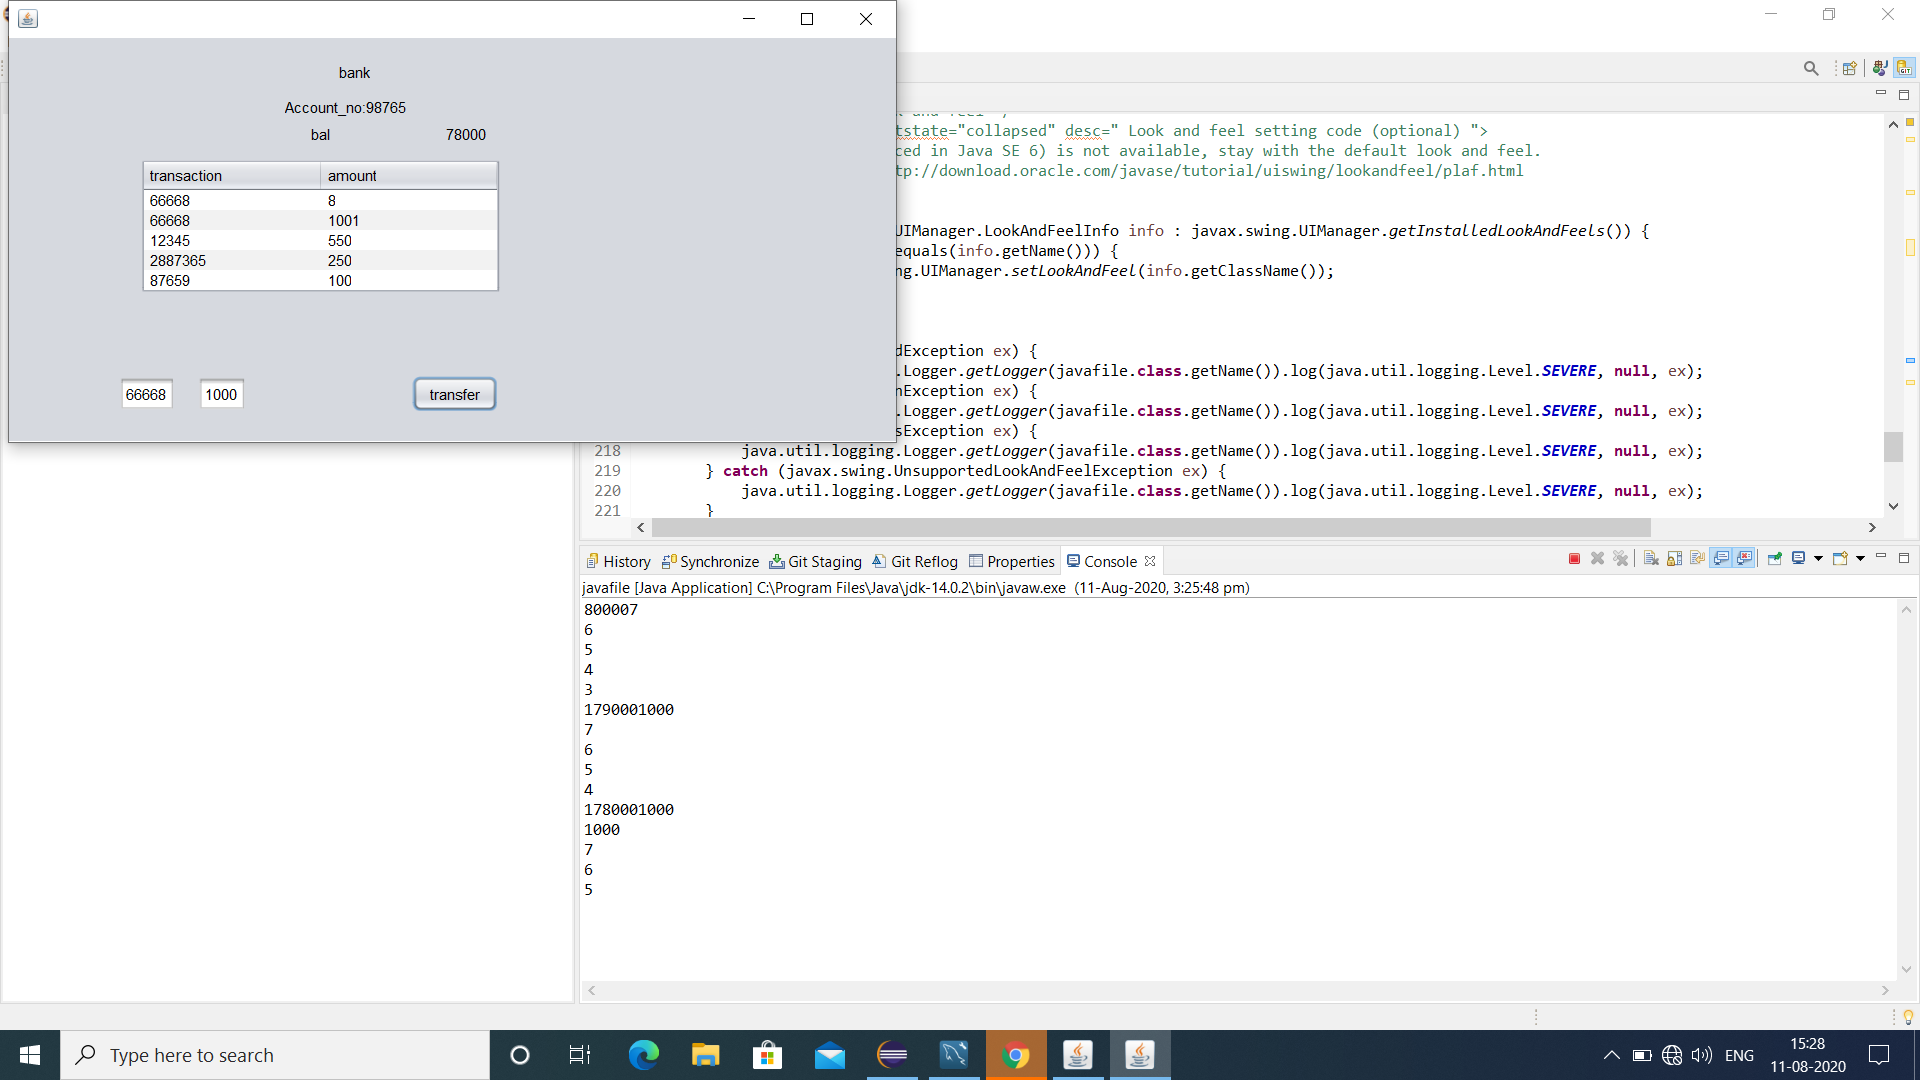 bank
Account_no:98765
bal 78000
transaction amount
66668 8
66668 1001
12345 550
2887365 250
87659 100
66668 1000 transfer
tstate="collapsed" desc=" Look and feel setting code (optional) ">
ced in Java SE 6) is not available, stay with the default look and feel.
tp://download.oracle.com/javase/tutorial/uiswing/lookandfeel/plaf.html
UIManager.LookAndFeelInfo info : javax.swing.UIManager.getInstalledLookAndFeels()) {
equals(info.getName())) {
ng.UIManager.setLookAndFeel(info.getClassName());
dException ex) {
.Logger.getLogger(javafile.class.getName()).log(java.util.logging.Level.SEVERE, null, ex);
nException ex) {
.Logger.getLogger(javafile.class.getName()).log(java.util.logging.Level.SEVERE, null, ex);
sException ex) {
218 java.util.logging.Logger.getLogger(javafile.class.getName()).log(java.util.logging.Level.SEVERE, null, ex);
219 } catch (javax.swing.UnsupportedLookAndFeelException ex) {
220 java.util.logging.Logger.getLogger(javafile.class.getName()).log(java.util.logging.Level.SEVERE, null, ex);
221 }
History Synchronize Git Staging Git Reflog Properties Console
javafile [Java Application] C:\Program Files\Java\jdk-14.0.2\bin\javaw.exe (11-Aug-2020, 3:25:48 pm)
800007
6
5
4
3
1790001000
7
6
5
4
1780001000
1000
7
6
5
Type here to search
ENG
15:28
11-08-2020